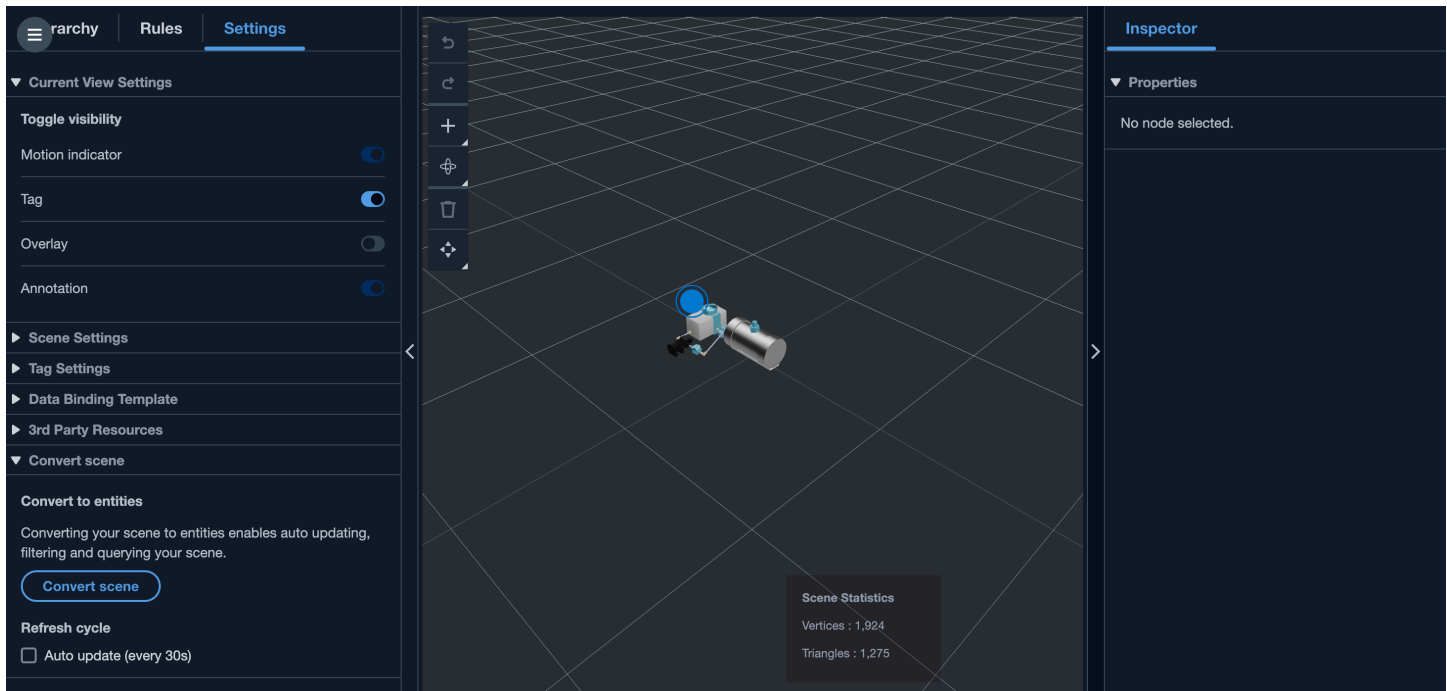 rarchy
Rules
Settings
Current View Settings
Toggle visibility
Motion indicator
Tag
Overlay
Annotation
Scene Settings
Tag Settings
Data Binding Template
3rd Party Resources
Convert scene
Convert to entities
Converting your scene to entities enables auto updating,
filtering and querying your scene.
Convert scene
Refresh cycle
Auto update (every 30s)
Scene Statistics
Vertices : 1,924
Triangles : 1,275
Inspector
Properties
No node selected.